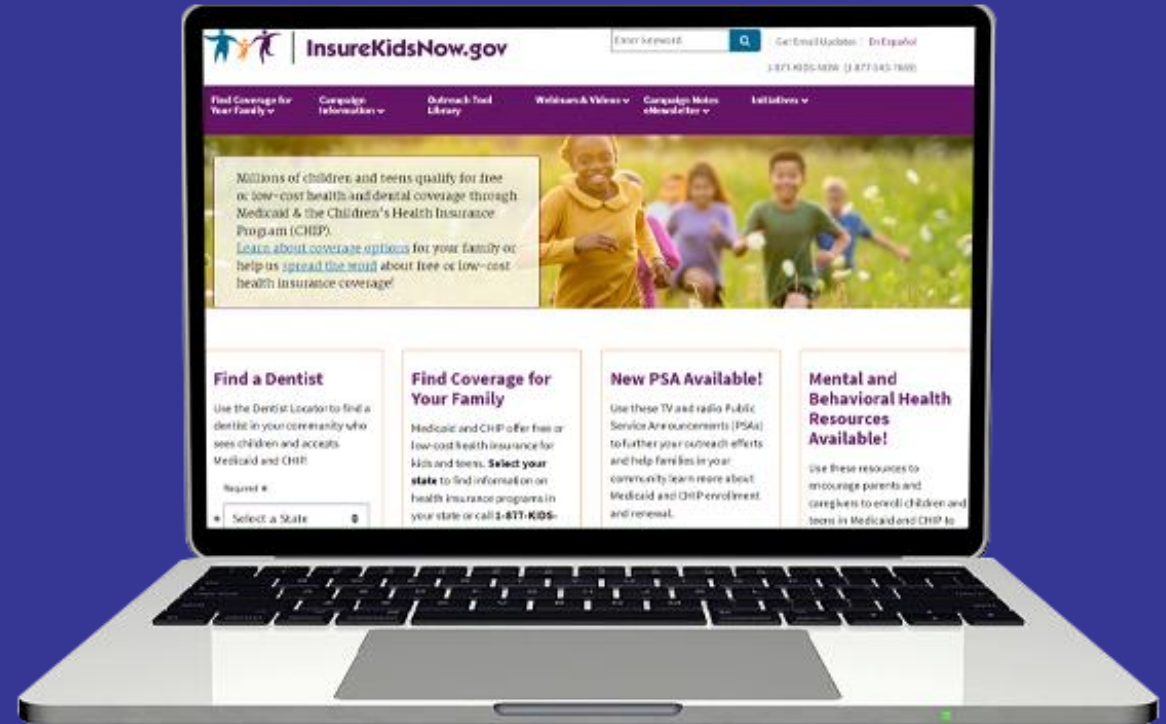 InsureKidsNow.gov
Enter keyword
Get Email Updates
En Español
1-877-KIDS-NOW (1-877-543-7669)
Find Coverage for
Your Family
Campaign
Information
Outreach Tool
Library
Webinars & Videos
Campaign Notes
eNewsletter
Initiatives
Millions of children and teens qualify for free
or low-cost health and dental coverage through
Medicaid & the Children's Health Insurance
Program (CHIP).
Learn about coverage options for your family or
help us spread the word about free or low-cost
health insurance coverage!
Find a Dentist
Use the Dentist Locator to find a
dentist in your community who
sees children and accepts
Medicaid and CHIP!
Required *
* Select a State
Find Coverage for
Your Family
Medicaid and CHIP offer free or
low-cost health insurance for
kids and teens. Select your
state to find information on
health insurance programs in
your state or call 1-877-KIDS-
New PSA Available!
Use these TV and radio Public
Service Announcements (PSAs)
to further your outreach efforts
and help families in your
community learn more about
Medicaid and CHIP enrollment
and renewal.
Mental and
Behavioral Health
Resources
Available!
Use these resources to
encourage parents and
caregivers to enroll children and
teens in Medicaid and CHIP to